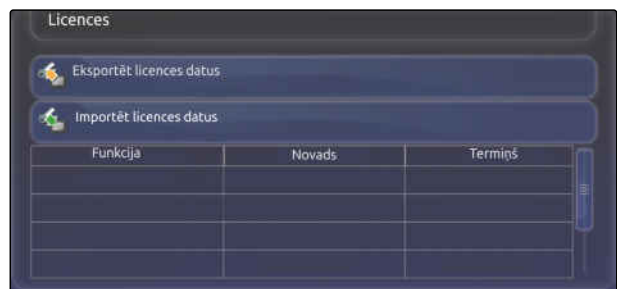 Licences
Eksportēt licences datus
Importēt licences datus
Funkcija Novads Termiņš